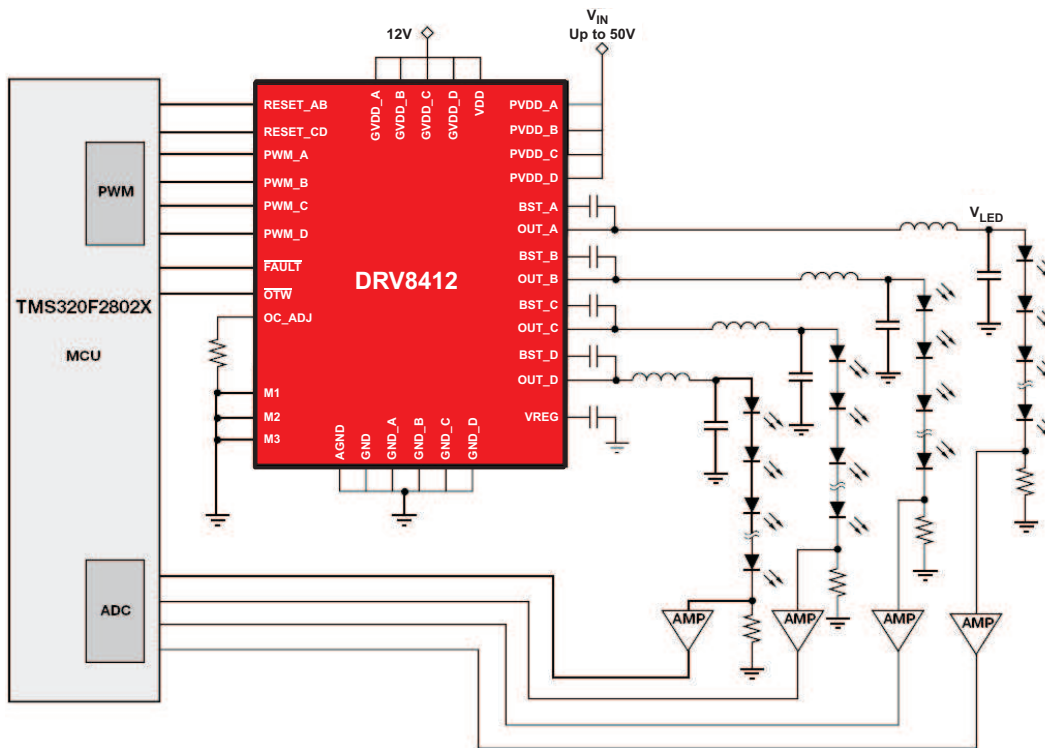 12V
V_IN
Up to 50V
GVDD_A
GVDD_B
GVDD_C
GVDD_D
VDD
RESET_AB
RESET_CD
PWM_A
PWM_B
PWM_C
PWM_D
FAULT
OTW
OC_ADJ
M1
M2
M3
PWM
TMS320F2802X
MCU
ADC
DRV8412
PVDD_A
PVDD_B
PVDD_C
PVDD_D
BST_A
OUT_A
BST_B
OUT_B
BST_C
OUT_C
BST_D
OUT_D
VREG
AGND
GND
GND_A
GND_B
GND_C
GND_D
V_LED
AMP
AMP
AMP
AMP